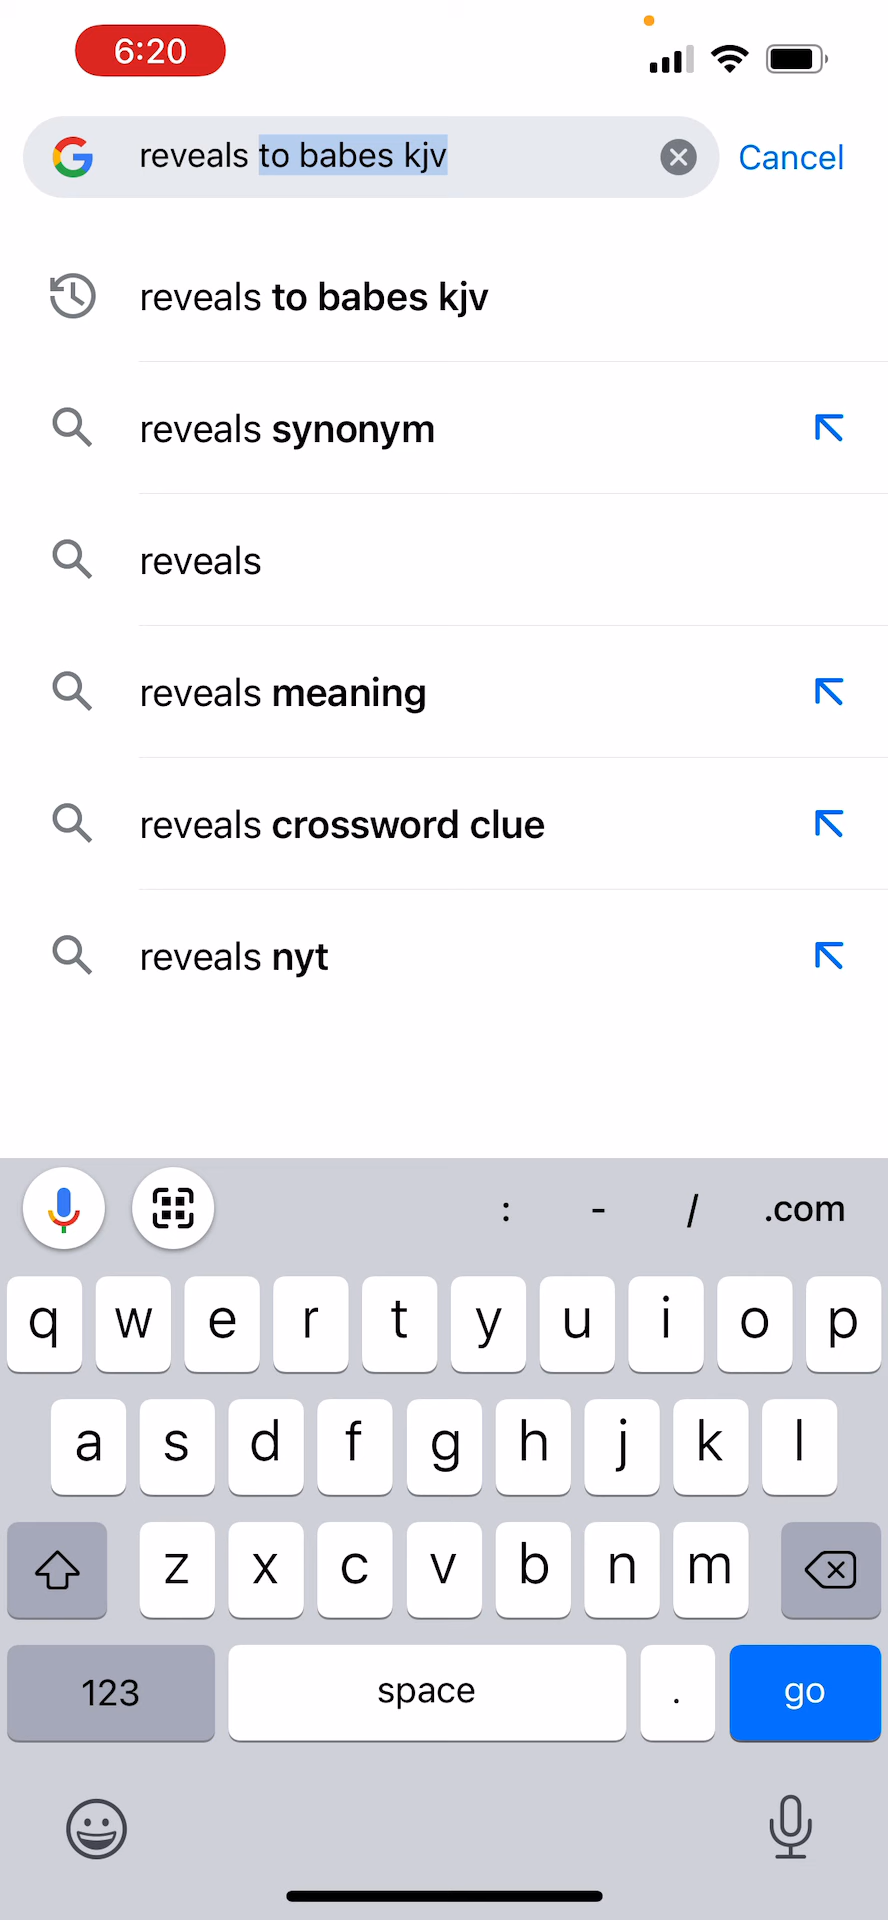 6:20
reveals to babes kjv
Cancel
reveals to babes kjv
reveals synonym
reveals
reveals meaning
reveals crossword clue
reveals nyt
: - / .com
q w e r t y u i o p
a s d f g h j k l
z x c v b n m
123 space . go